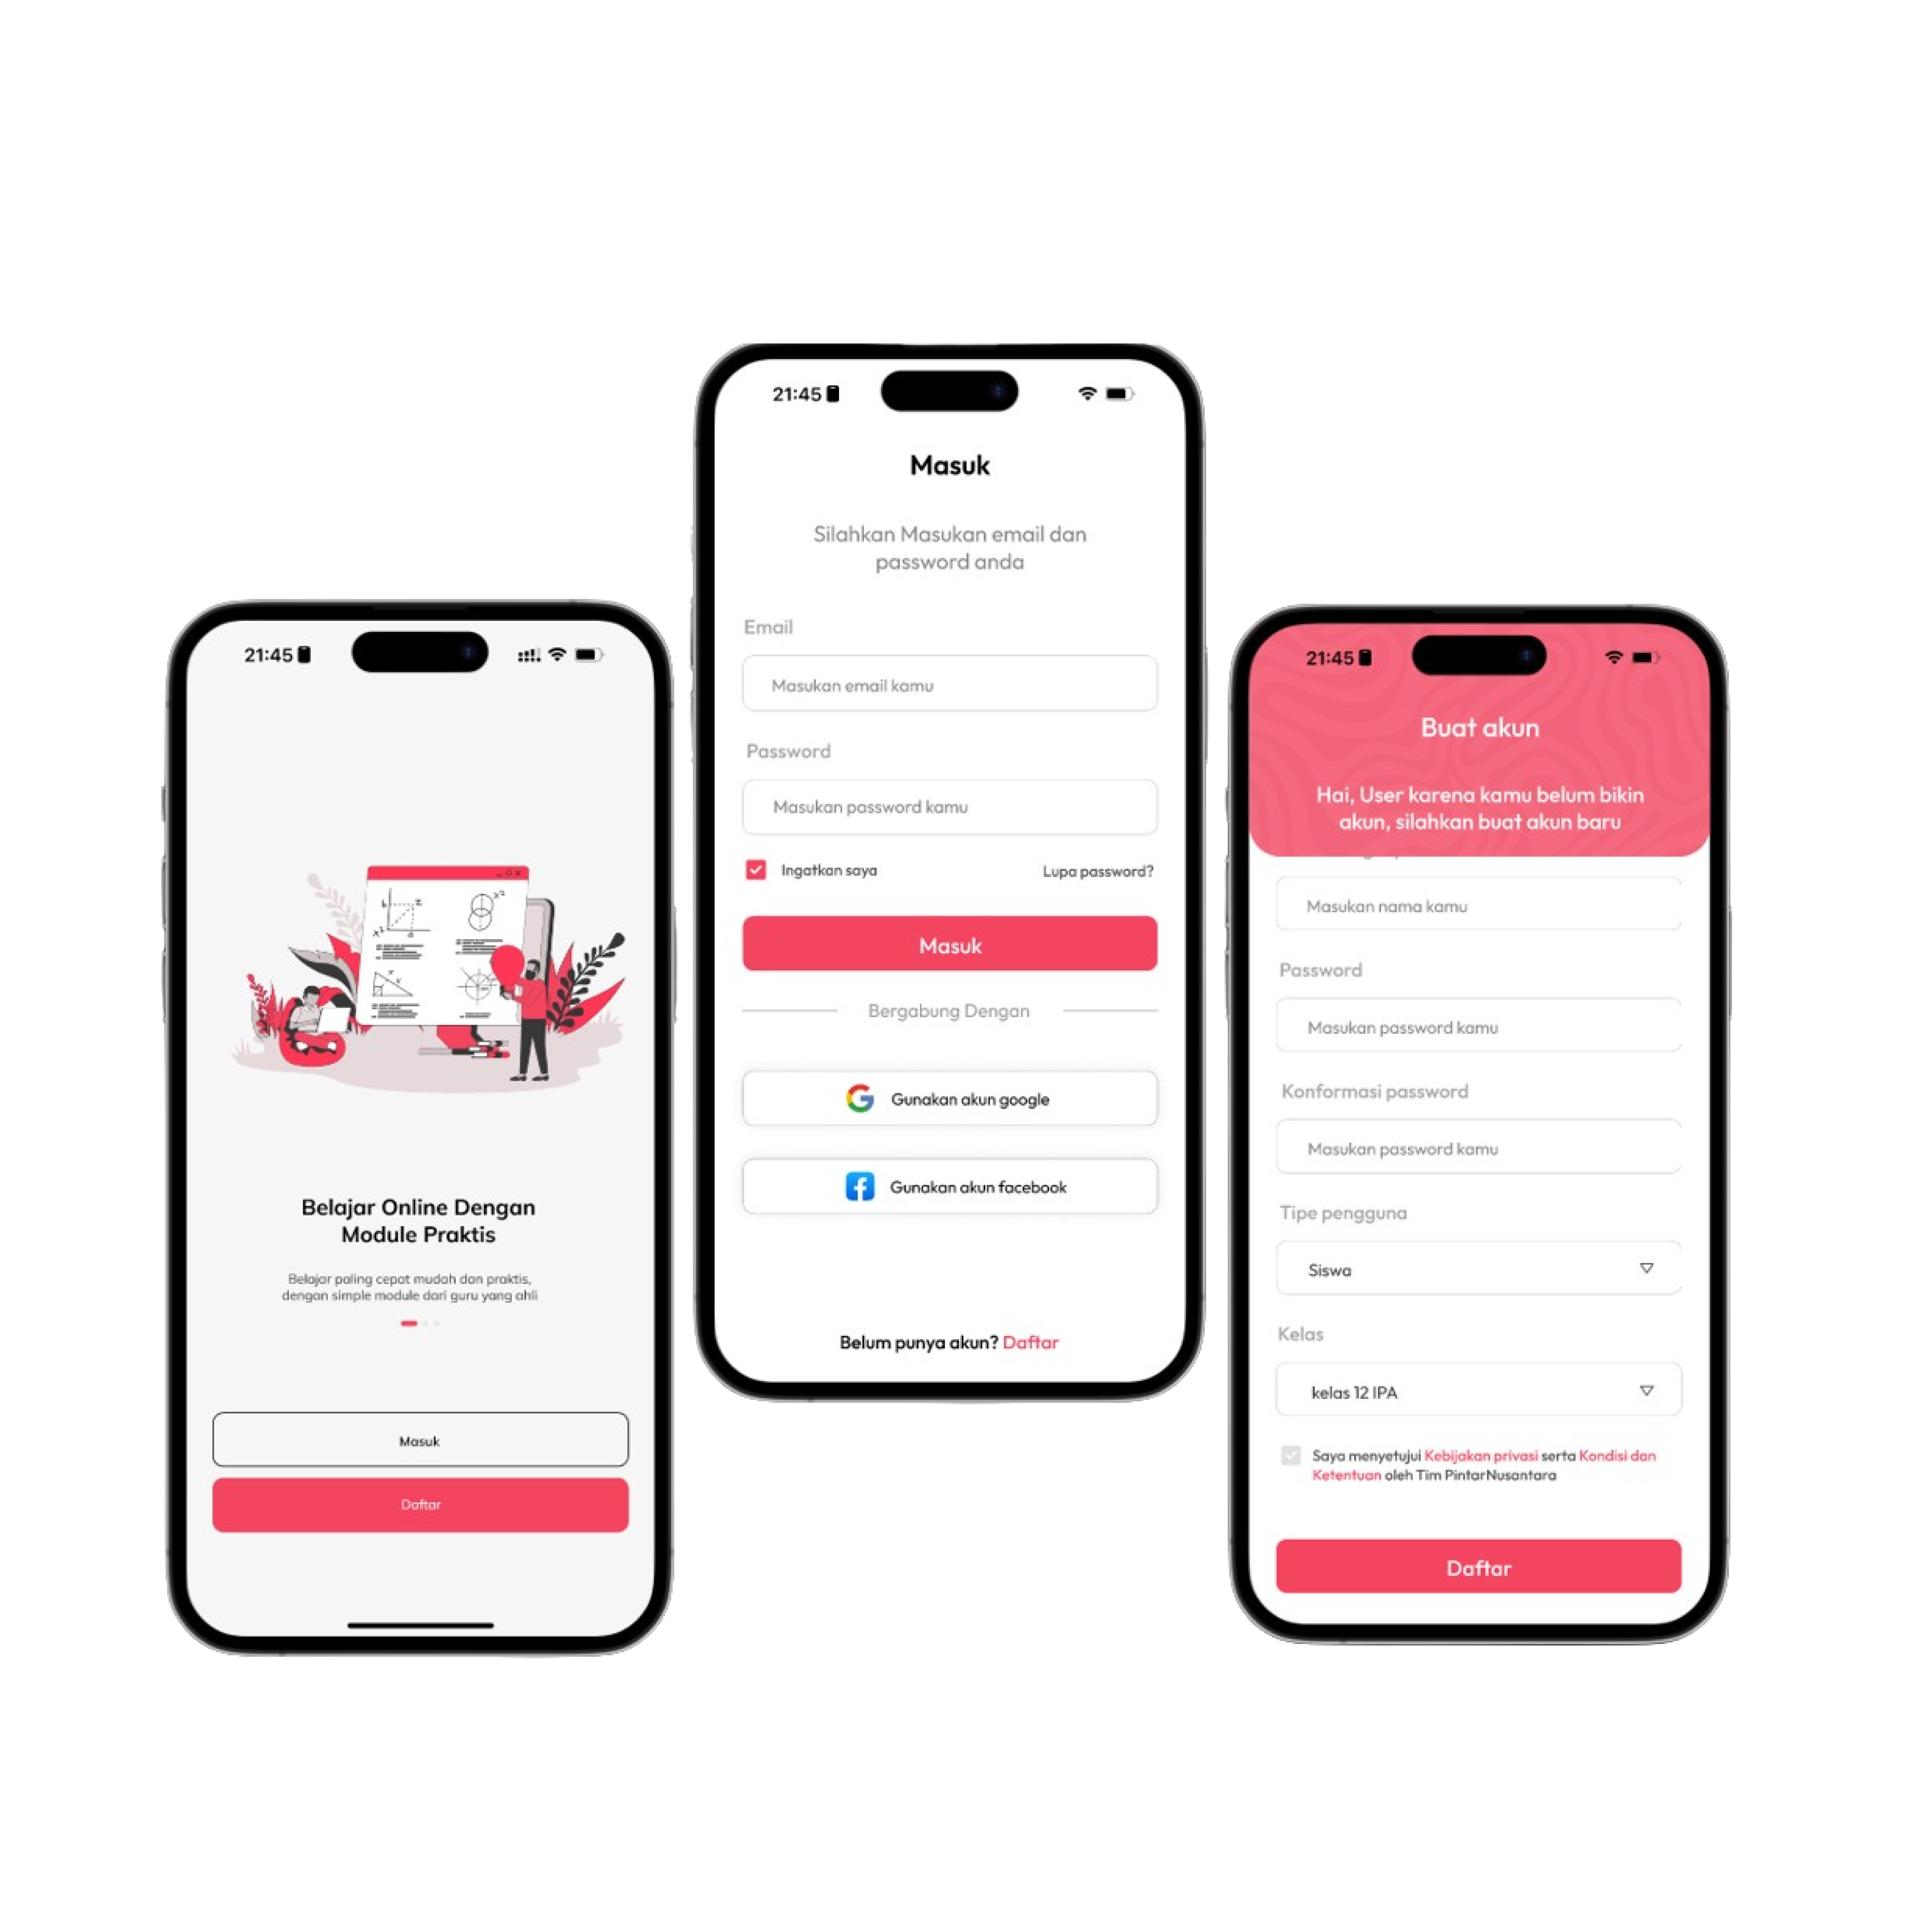 21:45
Belajar Online Dengan
Module Praktis
Belajar paling cepat mudah dan praktis,
dengan simple module dari guru yang ahli
Masuk
Daftar
21:45
Masuk
Silahkan Masukan email dan
password anda
Email
Masukan email kamu
Password
Masukan password kamu
Ingatkan saya
Lupa password?
Masuk
Bergabung Dengan
Gunakan akun google
Gunakan akun facebook
Belum punya akun? Daftar
21:45
Buat akun
Hai, User karena kamu belum bikin
akun, silahkan buat akun baru
Masukan nama kamu
Password
Masukan password kamu
Konformasi password
Masukan password kamu
Tipe pengguna
Siswa
Kelas
kelas 12 IPA
Saya menyetujui Kebijakan privasi serta Kondisi dan
Ketentuan oleh Tim PintarNusantara
Daftar